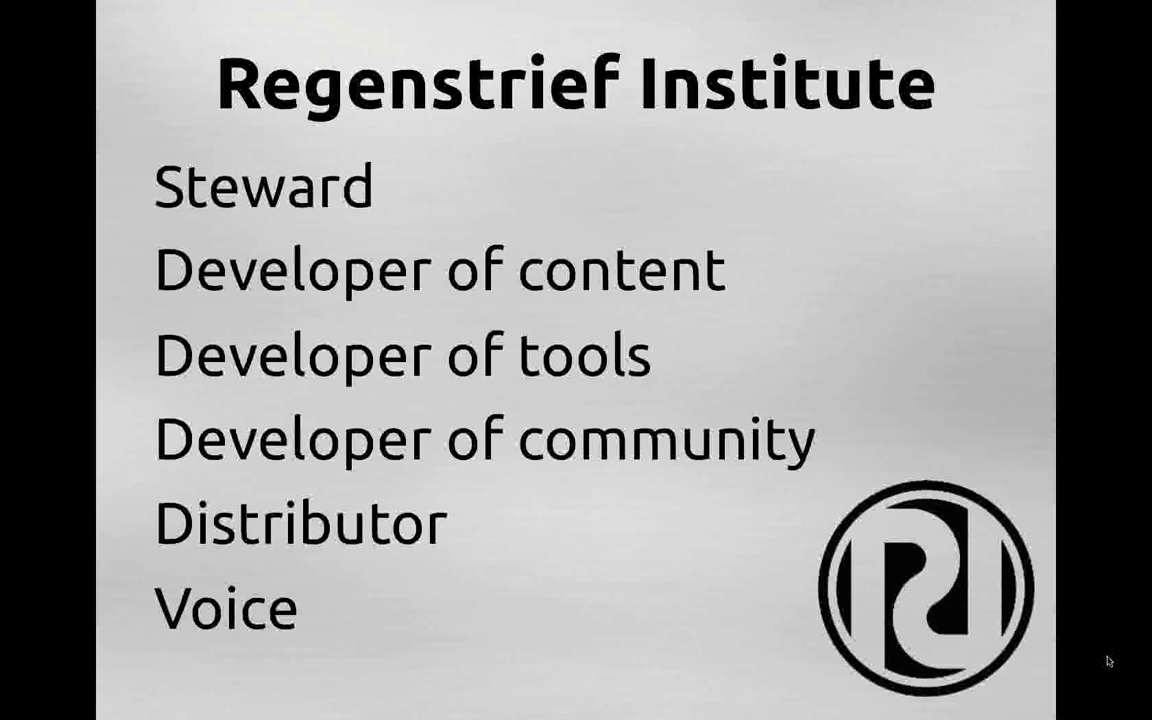 Regenstrief Institute
Steward
Developer of content
Developer of tools
Developer of community
Distributor
Voice